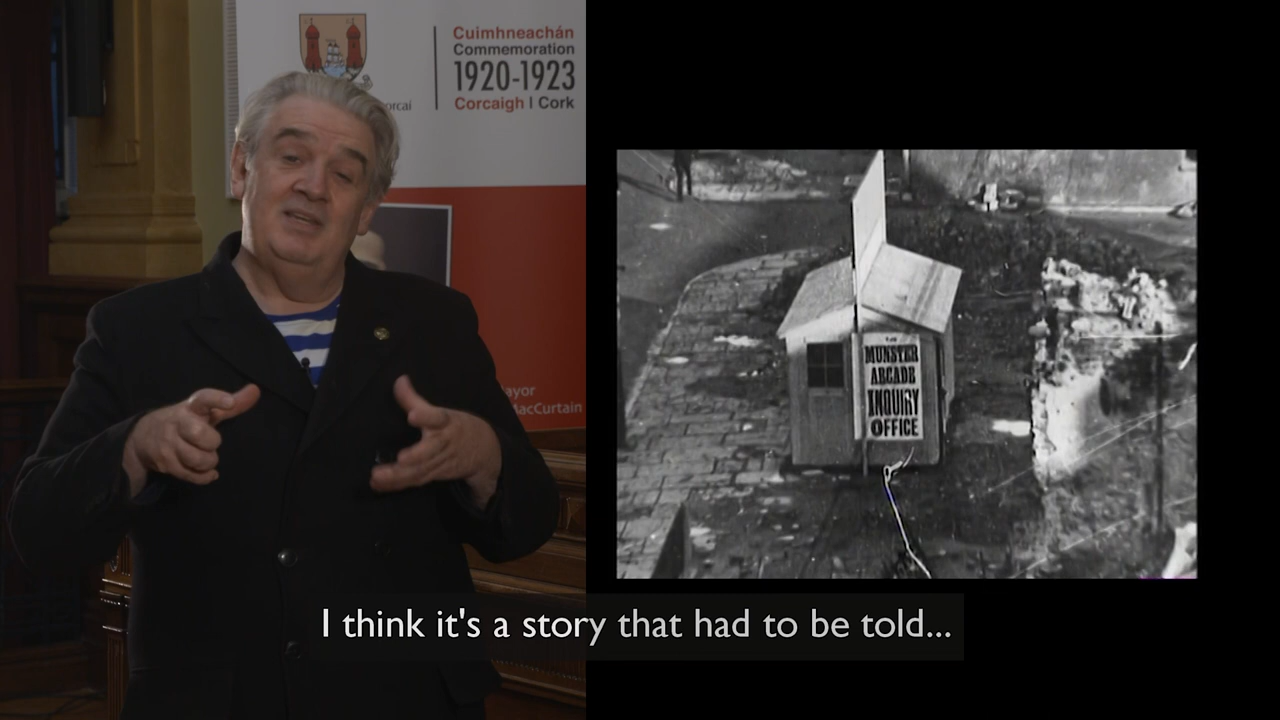 Cuimhneachán
Commemoration
1920-1923
Corcaigh | Cork
orcaí
ayor
MacCurtain
MUNSTER
ARCADE
INQUIRY
OFFICE
I think it's a story that had to be told...